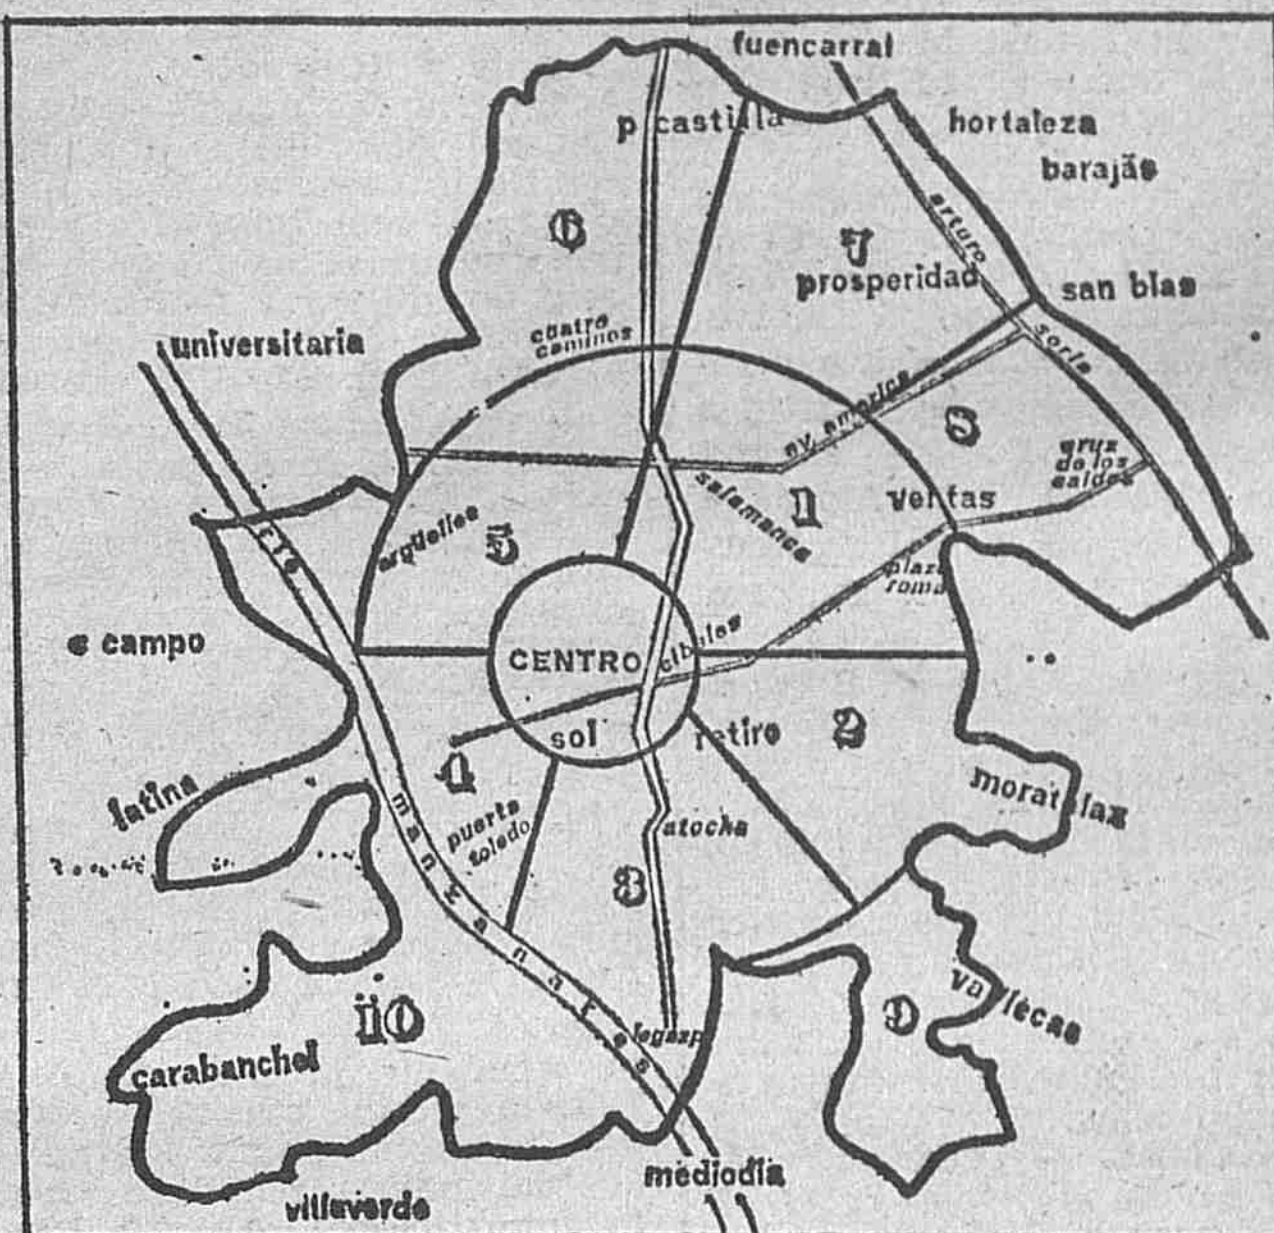 fuencarral
p castilla
hortaleza
barajas
6
7
arturo
soria
prosperidad
san blas
cuatro
caminos
universitaria
av. america
8
cruz
de los
caidos
salamanca
1
ventas
argüelles
5
rio
plaza
roma
c campo
CENTRO
cibeles
sol
retiro
2
4
latina
moratalaz
manzanares
puerta
toledo
atocha
3
vallecas
10
9
legazpi
carabanchel
mediodia
villaverde